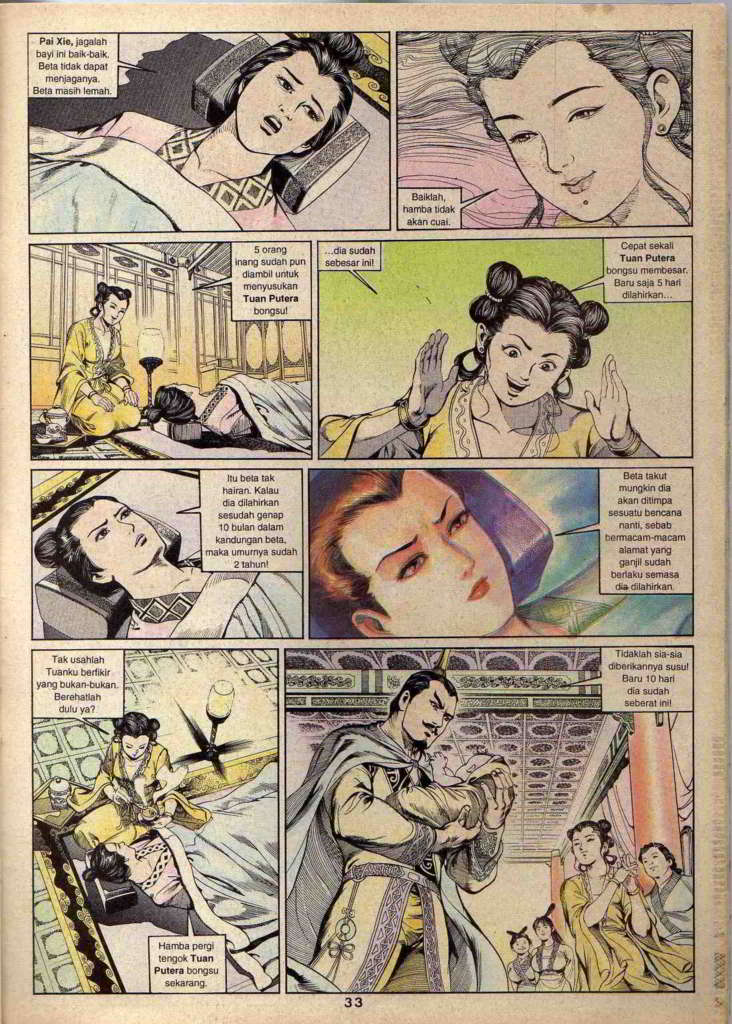 Pai Xie, jagalah
bayi ini baik-baik.
Beta tidak dapat
menjaganya.
Beta masih lemah.
Baiklah,
hamba tidak
akan cuai.
5 orang
inang sudah pun
diambil untuk
menyusukan
Tuan Putera
bongsu!
Cepat sekali
Tuan Putera
bongsu membesar.
Baru saja 5 hari
dilahirkan...
...dia sudah
sebesar ini!
Itu beta tak
hairan. Kalau
dia dilahirkan
sesudah genap
10 bulan dalam
kandungan beta,
maka umurnya sudah
2 tahun!
Beta takut
mungkin dia
akan ditimpa
sesuatu bencana
nanti, sebab
bermacam-macam
alamat yang
ganjil sudah
berlaku semasa
dia dilahirkan.
Tak usahlah
Tuanku berfikir
yang bukan-bukan.
Berehatlah
dulu ya?
Hamba pergi
tengok Tuan
Putera bongsu
sekarang.
Tidaklah sia-sia
diberikannya susu!
Baru 10 hari
dia sudah
seberat ini!
33